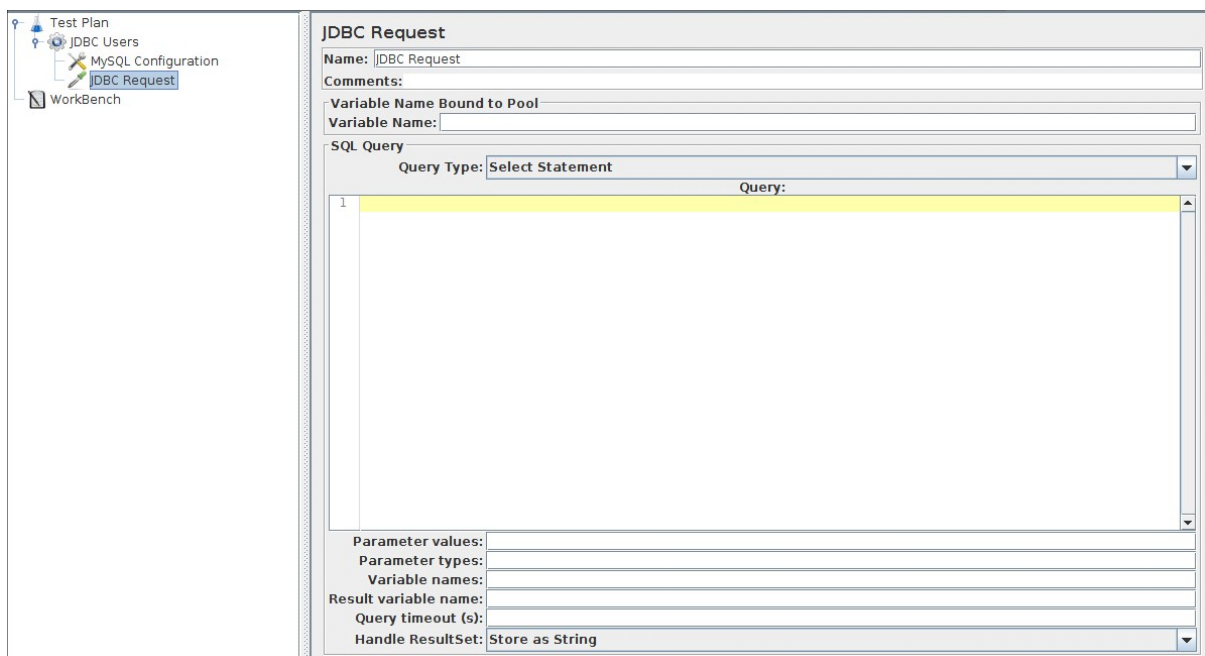 Test Plan
JDBC Users
MySQL Configuration
JDBC Request
WorkBench
JDBC Request
Name: JDBC Request
Comments:
Variable Name Bound to Pool
Variable Name:
SQL Query
Query Type: Select Statement
Query:
1
Parameter values:
Parameter types:
Variable names:
Result variable name:
Query timeout (s):
Handle ResultSet: Store as String